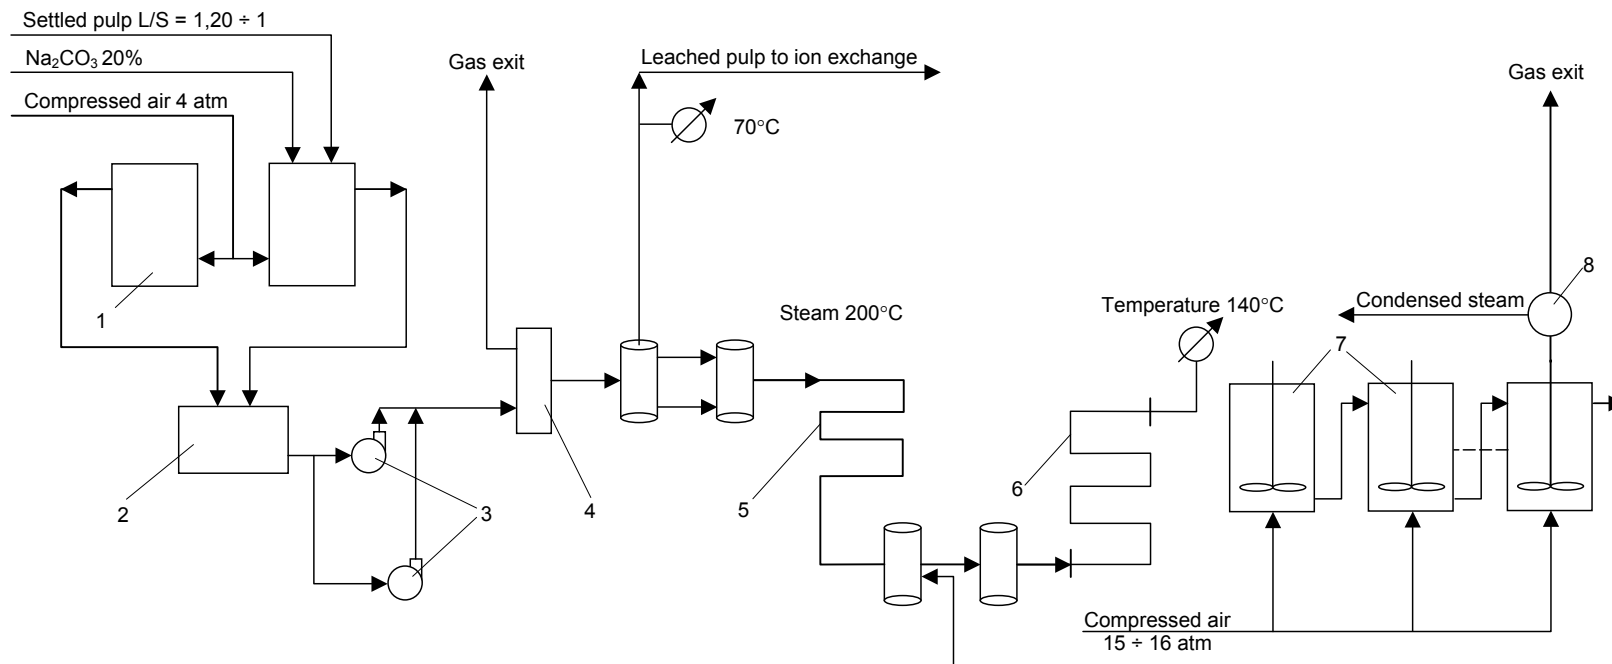 Settled pulp L/S = 1,20 ÷ 1
Na₂CO₃ 20%
Compressed air 4 atm
Gas exit
Leached pulp to ion exchange
70°C
Gas exit
Steam 200°C
Temperature 140°C
Condensed steam
8
7
1
2
3
4
5
6
Compressed air
15 ÷ 16 atm